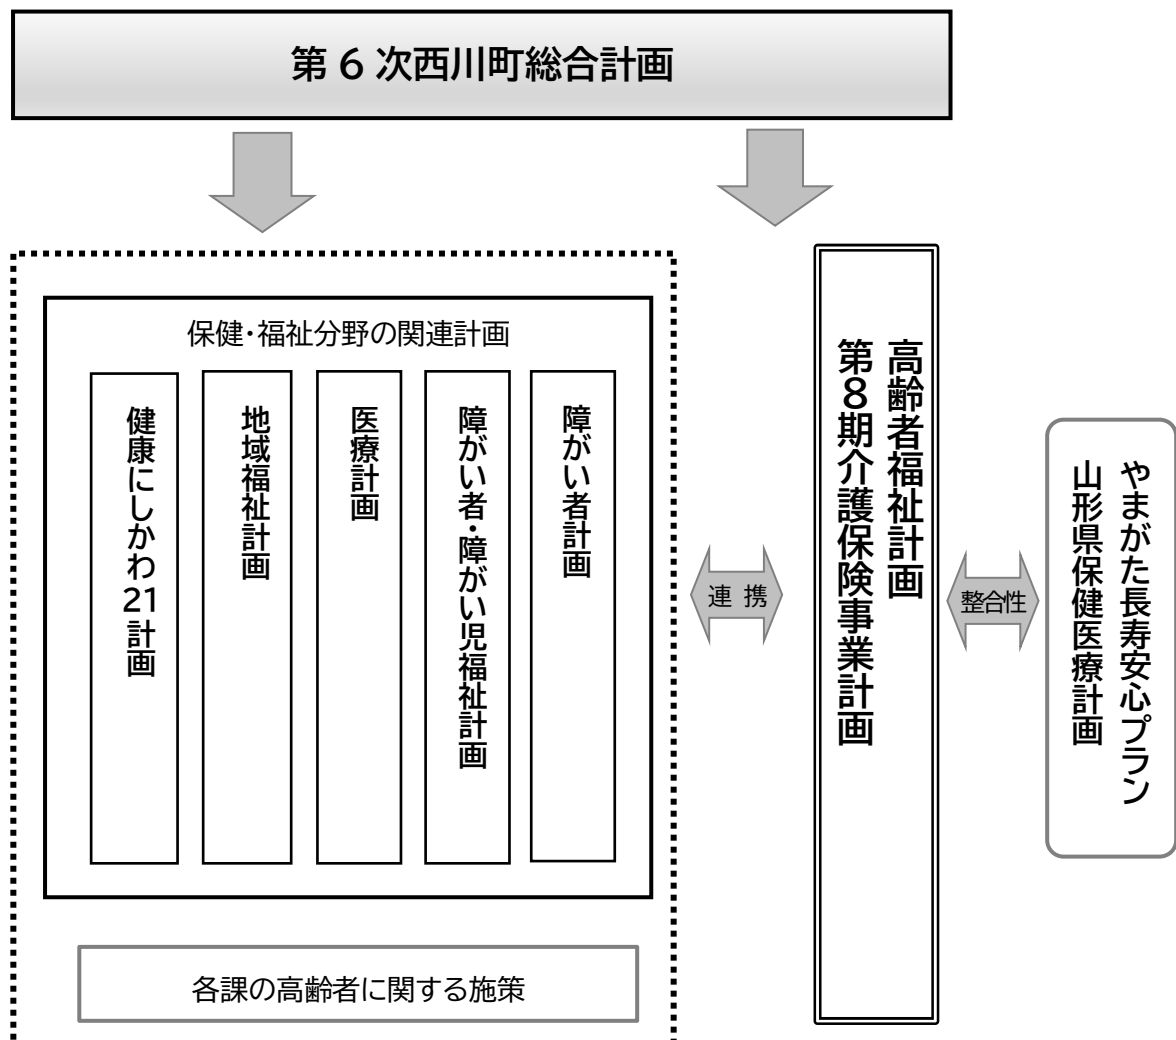 第6次西川町総合計画
保健・福祉分野の関連計画
健康にしかわ21計画
地域福祉計画
医療計画
障がい者・障がい児福祉計画
障がい者計画
各課の高齢者に関する施策
連携
高齢者福祉計画
第8期介護保険事業計画
整合性
やまがた長寿安心プラン
山形県保健医療計画